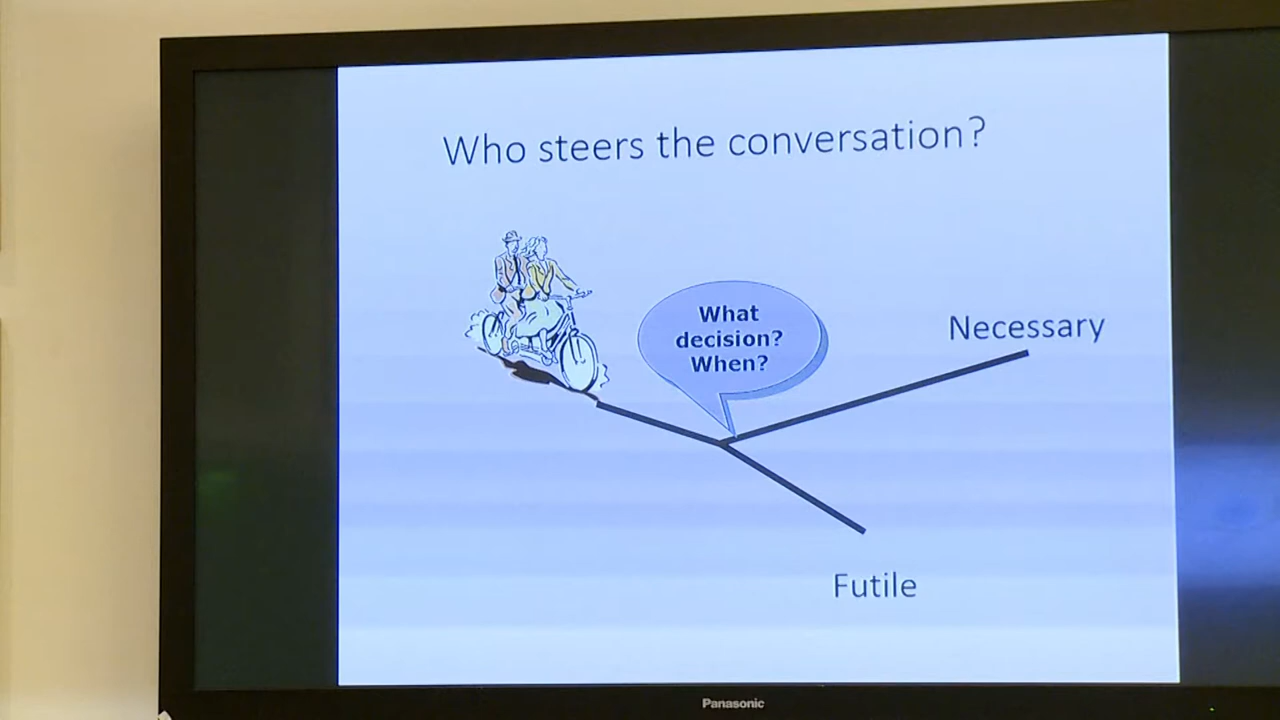 Who steers the conversation?
What
decision?
When?
Necessary
Futile
Panasonic